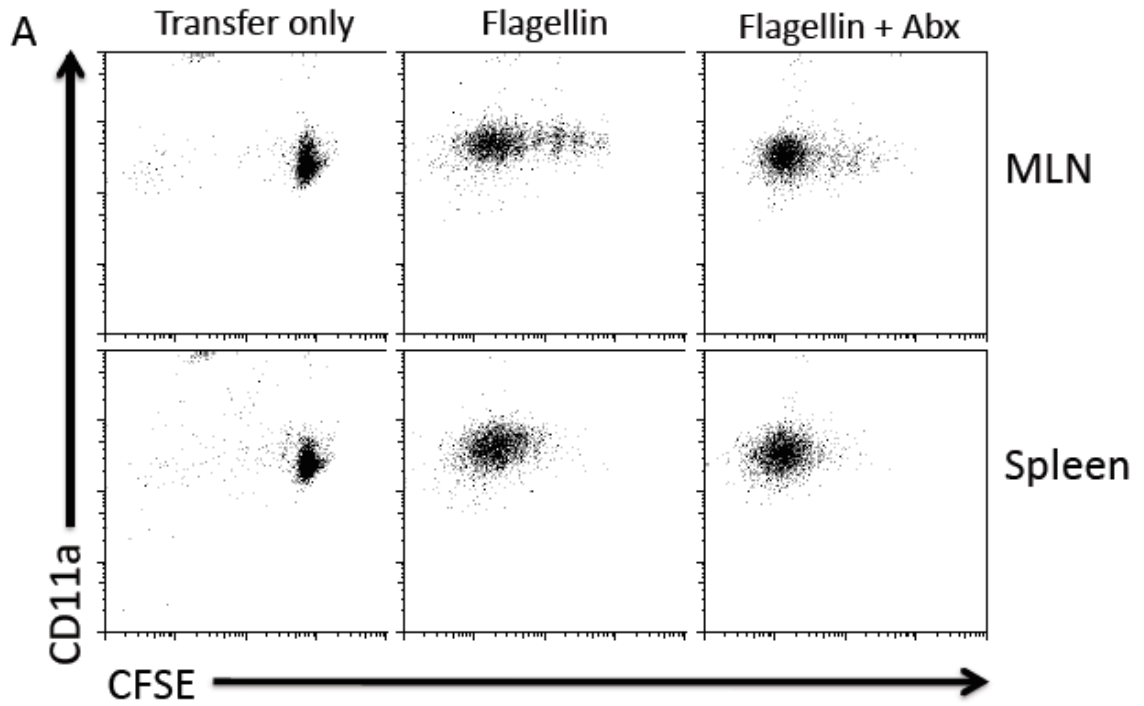 A
Transfer only
Flagellin
Flagellin + Abx
MLN
Spleen
CD11a
CFSE